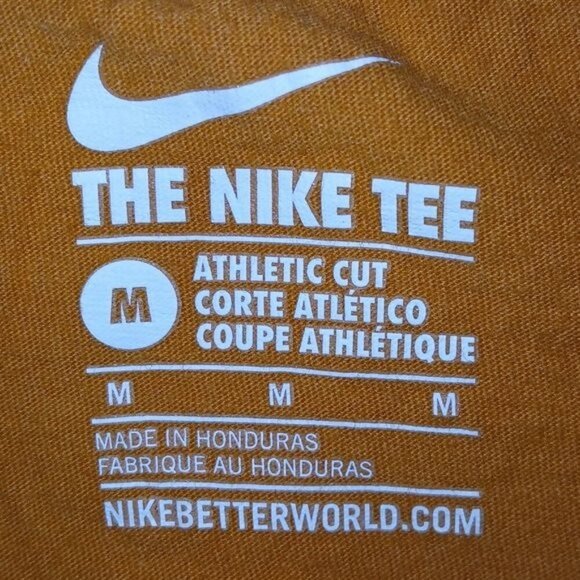 THE NIKE TEE
M
ATHLETIC CUT
CORTE ATLÉTICO
COUPE ATHLÉTIQUE
M M M
MADE IN HONDURAS
FABRIQUE AU HONDURAS
NIKEBETTERWORLD.COM